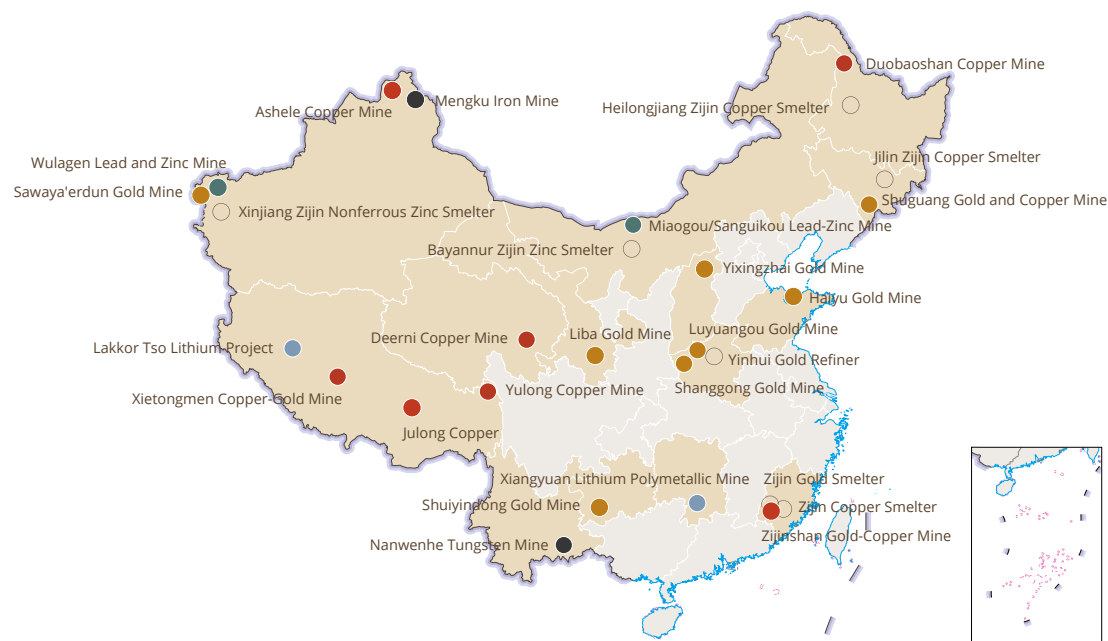 Duobaoshan Copper Mine
Mengku Iron Mine
Ashele Copper Mine
Heilongjiang Zijin Copper Smelter
Wulagen Lead and Zinc Mine
Jilin Zijin Copper Smelter
Sawaya'erdun Gold Mine
Shuguang Gold and Copper Mine
Xinjiang Zijin Nonferrous Zinc Smelter
Miaogou/Sanguikou Lead-Zinc Mine
Bayannur Zijin Zinc Smelter
Yixingzhai Gold Mine
Haiyu Gold Mine
Deerni Copper Mine
Liba Gold Mine
Luyuangou Gold Mine
Lakkor Tso Lithium Project
Yinhui Gold Refiner
Shanggong Gold Mine
Yulong Copper Mine
Xietongmen Copper-Gold Mine
Julong Copper
Xiangyuan Lithium Polymetallic Mine
Zijin Gold Smelter
Shuiyindong Gold Mine
Zijin Copper Smelter
Zijinshan Gold-Copper Mine
Nanwenhe Tungsten Mine